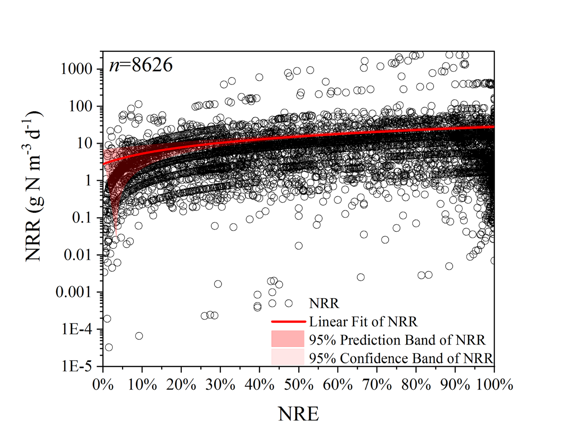 n=8626
NRR (g N m⁻³ d⁻¹)
1000
100
10
1
0.1
0.01
0.001
1E-4
1E-5
NRR
Linear Fit of NRR
95% Prediction Band of NRR
95% Confidence Band of NRR
0% 10% 20% 30% 40% 50% 60% 70% 80% 90% 100%
NRE